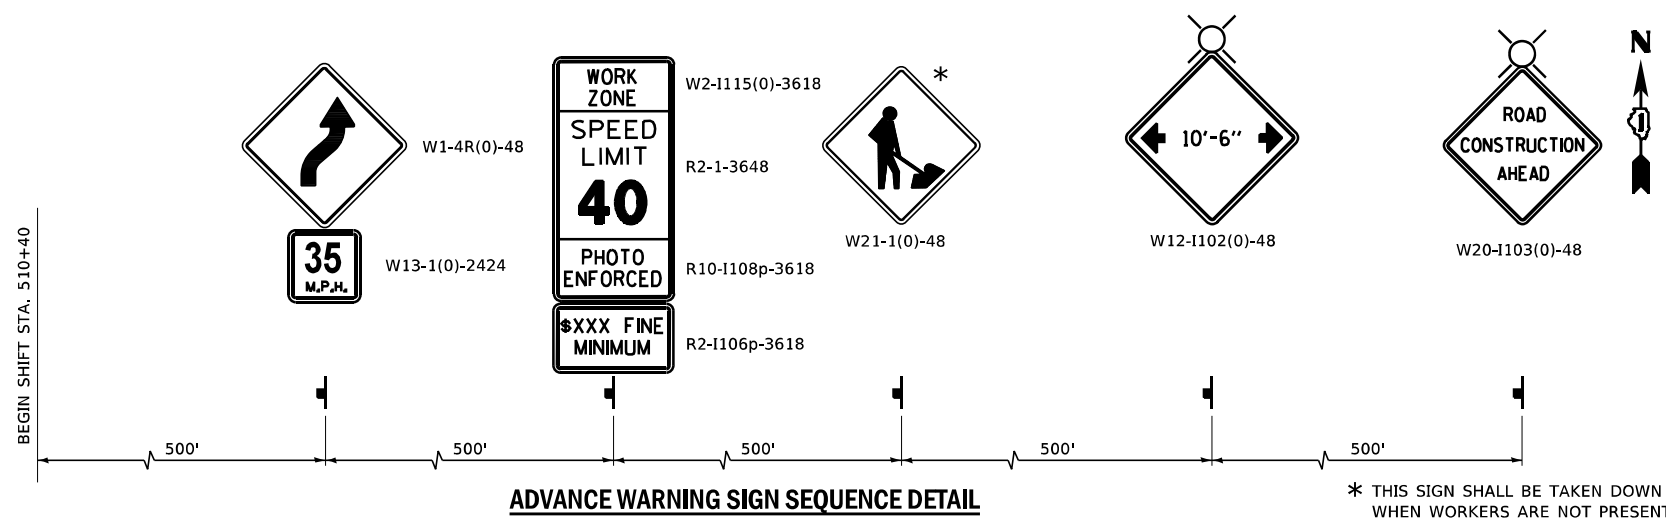 BEGIN SHIFT STA. 510+40
W1-4R(0)-48
35
M.P.H.
W13-1(0)-2424
WORK
ZONE
W2-I115(0)-3618
SPEED
LIMIT
40
R2-1-3648
PHOTO
ENFORCED
R10-I108p-3618
$XXX FINE
MINIMUM
R2-I106p-3618
*
W21-1(0)-48
10'-6"
W12-I102(0)-48
ROAD
CONSTRUCTION
AHEAD
W20-I103(0)-48
N
1
500'
500'
500'
500'
500'
ADVANCE WARNING SIGN SEQUENCE DETAIL
* THIS SIGN SHALL BE TAKEN DOWN
WHEN WORKERS ARE NOT PRESENT